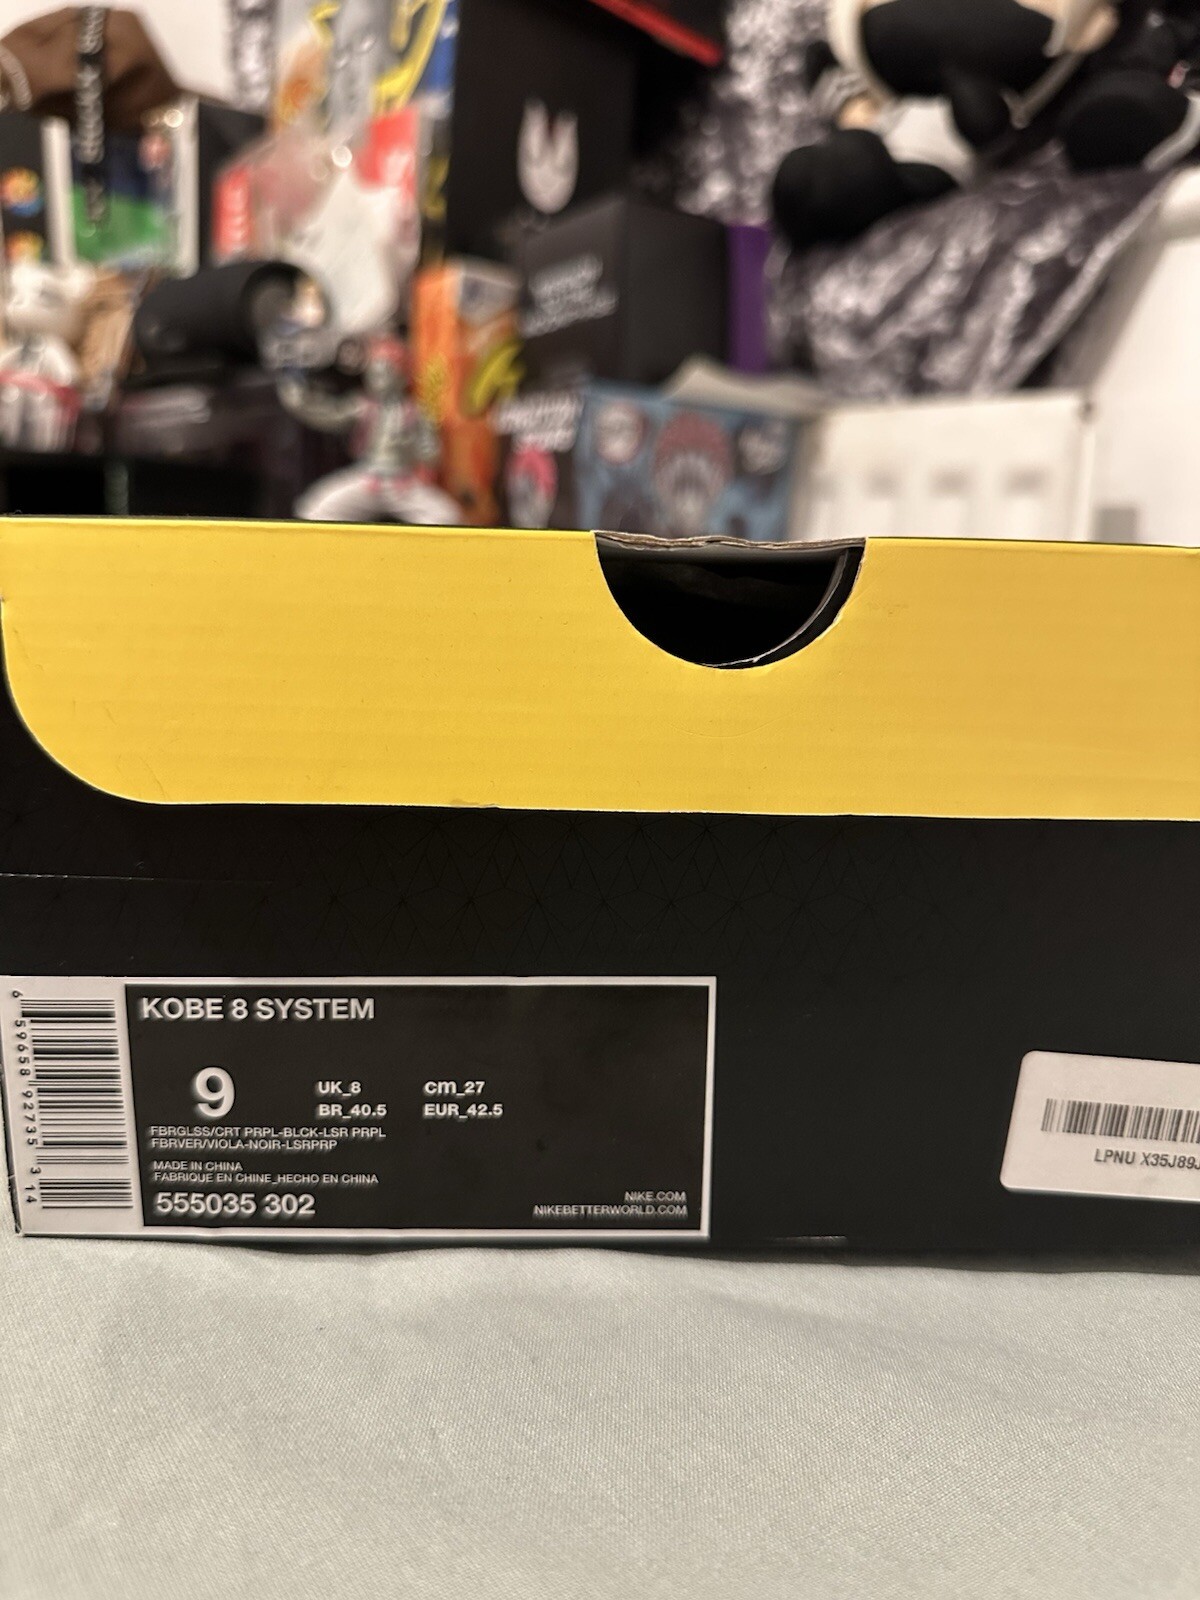 KOBE 8 SYSTEM
9
UK_8
cm_27
BR_40.5
EUR_42.5
FBRGLSS/CRT PRPL-BLCK-LSR PRPL
FBRVER/VIOLA-NOIR-LSRPRP
MADE IN CHINA
FABRIQUE EN CHINE_HECHO EN CHINA
555035 302
NIKE.COM
NIKEBETTERWORLD.COM
6 59658 92735 3 14
LPNU X35J89J